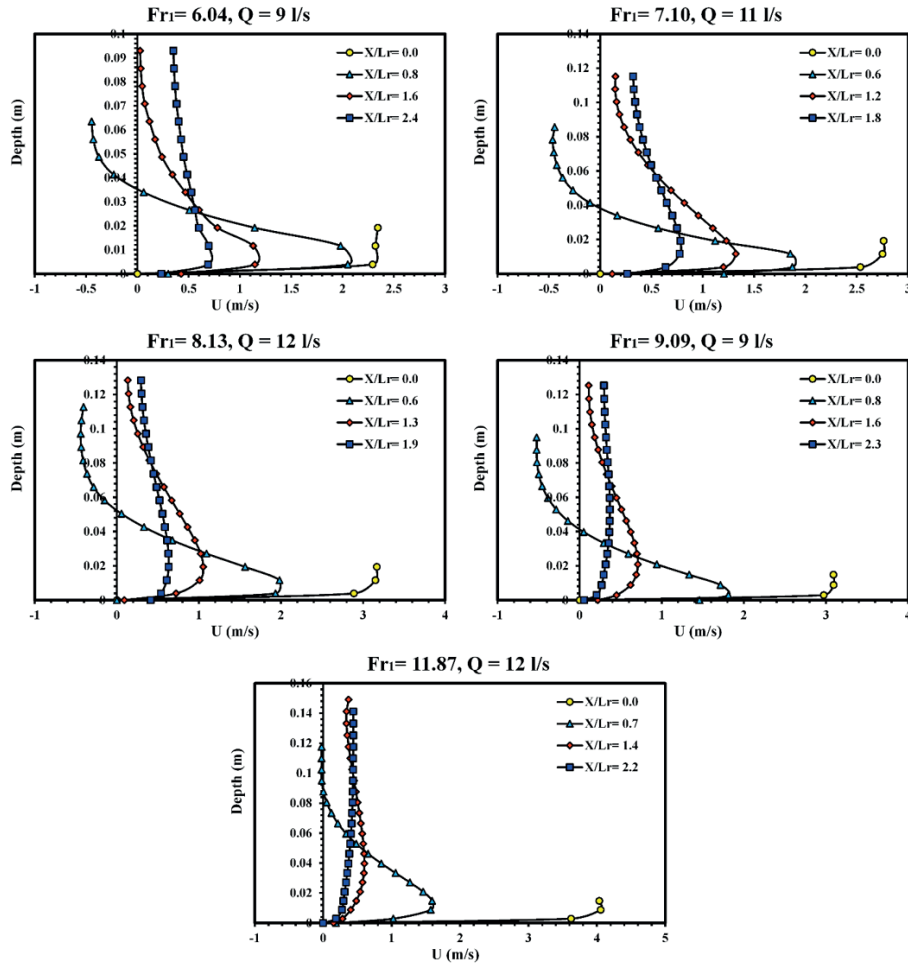 Fr1= 6.04, Q = 9 l/s
Depth (m)
0.1
0.09
0.08
0.07
0.06
0.05
0.04
0.03
0.02
0.01
0
X/Lr= 0.0
X/Lr= 0.8
X/Lr= 1.6
X/Lr= 2.4
-1 -0.5 0 0.5 1 1.5 2 2.5 3
U (m/s)
Fr1= 7.10, Q = 11 l/s
Depth (m)
0.14
0.12
0.1
0.08
0.06
0.04
0.02
0
X/Lr= 0.0
X/Lr= 0.6
X/Lr= 1.2
X/Lr= 1.8
-1 -0.5 0 0.5 1 1.5 2 2.5 3
U (m/s)
Fr1= 8.13, Q = 12 l/s
Depth (m)
0.14
0.12
0.1
0.08
0.06
0.04
0.02
0
X/Lr= 0.0
X/Lr= 0.6
X/Lr= 1.3
X/Lr= 1.9
-1 0 1 2 3 4
U (m/s)
Fr1= 9.09, Q = 9 l/s
Depth (m)
0.14
0.12
0.1
0.08
0.06
0.04
0.02
0
X/Lr= 0.0
X/Lr= 0.8
X/Lr= 1.6
X/Lr= 2.3
-1 0 1 2 3 4
U (m/s)
Fr1= 11.87, Q = 12 l/s
Depth (m)
0.16
0.14
0.12
0.1
0.08
0.06
0.04
0.02
0
X/Lr= 0.0
X/Lr= 0.7
X/Lr= 1.4
X/Lr= 2.2
-1 0 1 2 3 4 5
U (m/s)